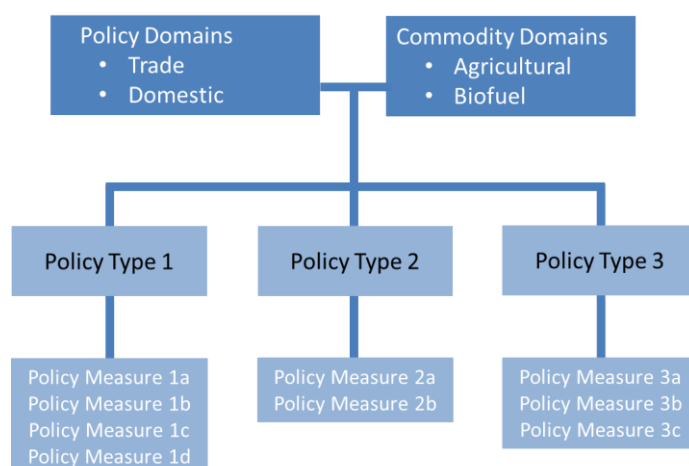 Policy Domains
• Trade
• Domestic
Commodity Domains
• Agricultural
• Biofuel
Policy Type 1
Policy Type 2
Policy Type 3
Policy Measure 1a
Policy Measure 1b
Policy Measure 1c
Policy Measure 1d
Policy Measure 2a
Policy Measure 2b
Policy Measure 3a
Policy Measure 3b
Policy Measure 3c